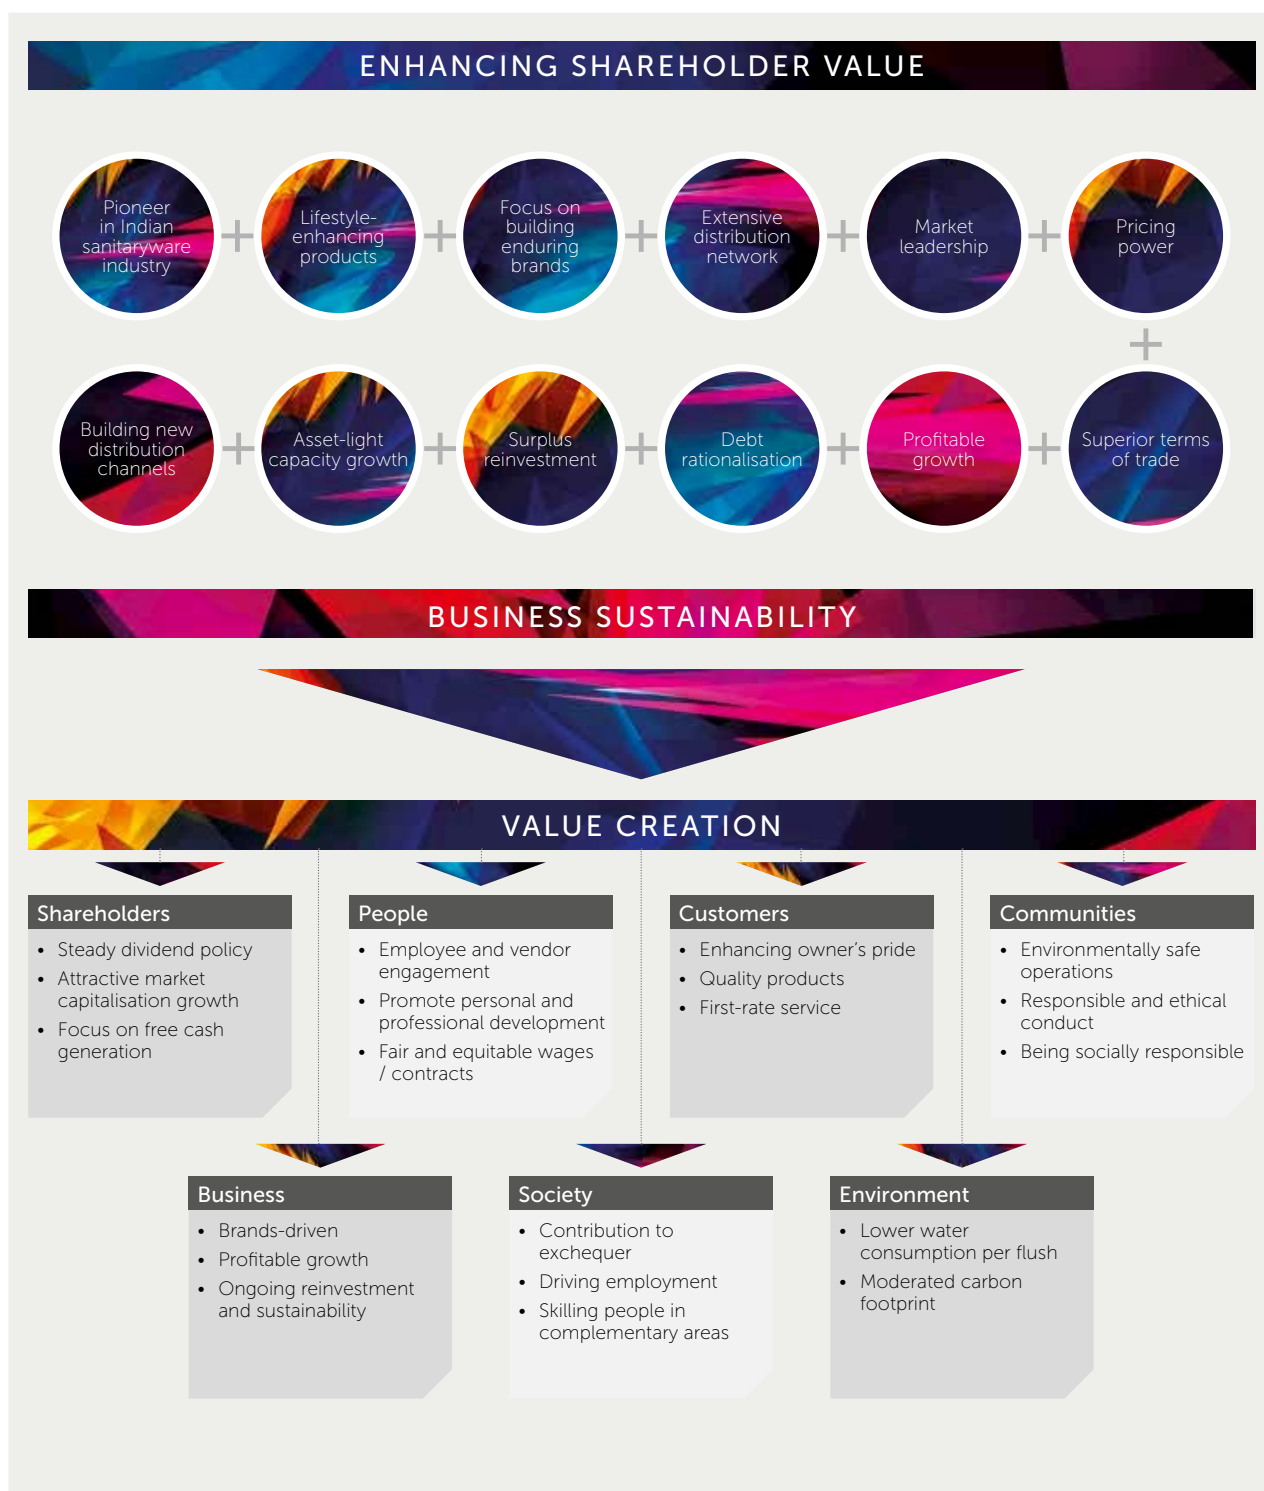 ENHANCING SHAREHOLDER VALUE
Pioneer
in Indian
sanitaryware
industry
+
Lifestyle-
enhancing
products
+
Focus on
building
enduring
brands
+
Extensive
distribution
network
+
Market
leadership
+
Pricing
power
+
Building new
distribution
channels
+
Asset-light
capacity growth
+
Surplus
reinvestment
+
Debt
rationalisation
+
Profitable
growth
+
Superior terms
of trade
BUSINESS SUSTAINABILITY
VALUE CREATION
Shareholders
• Steady dividend policy
• Attractive market
capitalisation growth
• Focus on free cash
generation
People
• Employee and vendor
engagement
• Promote personal and
professional development
• Fair and equitable wages
/ contracts
Customers
• Enhancing owner’s pride
• Quality products
• First-rate service
Communities
• Environmentally safe
operations
• Responsible and ethical
conduct
• Being socially responsible
Business
• Brands-driven
• Profitable growth
• Ongoing reinvestment
and sustainability
Society
• Contribution to
exchequer
• Driving employment
• Skilling people in
complementary areas
Environment
• Lower water
consumption per flush
• Moderated carbon
footprint